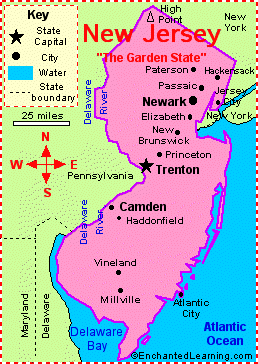 Key
State
Capital
City
Water
State
boundary
25 miles
N
W E
S
High
Point
New
York
New Jersey
"The Garden State"
Paterson
Hackensack
Passaic
Newark
Jersey
City
Elizabeth
New York
New
Brunswick
Princeton
Trenton
Delaware
River
Pennsylvania
Camden
Haddonfield
Delaware
River
Vineland
Millville
Atlantic
City
Maryland
Delaware
Delaware
Bay
Atlantic
Ocean
©EnchantedLearning.com